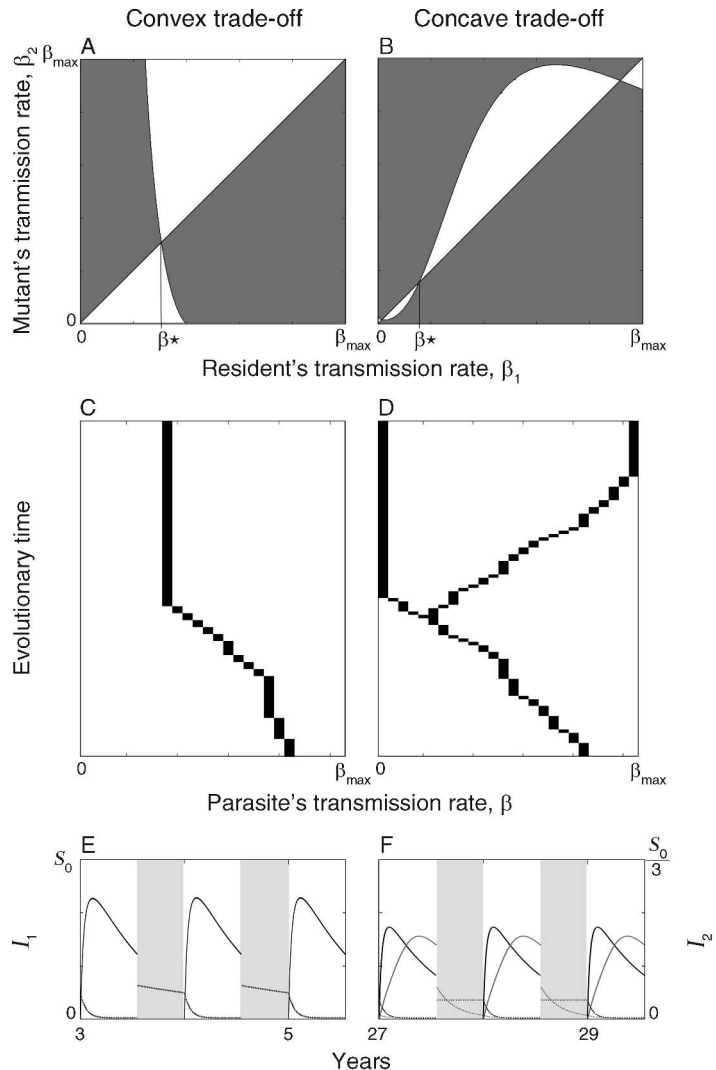 Convex trade-off
Concave trade-off
A
B
Mutant's tranmission rate, β₂
βmax
0
0
β★
βmax
0
β★
βmax
Resident's transmission rate, β₁
C
D
Evolutionary time
0
βmax
0
βmax
Parasite's transmission rate, β
E
F
S₀
S₀
3
I₁
I₂
0
0
3
5
27
29
Years